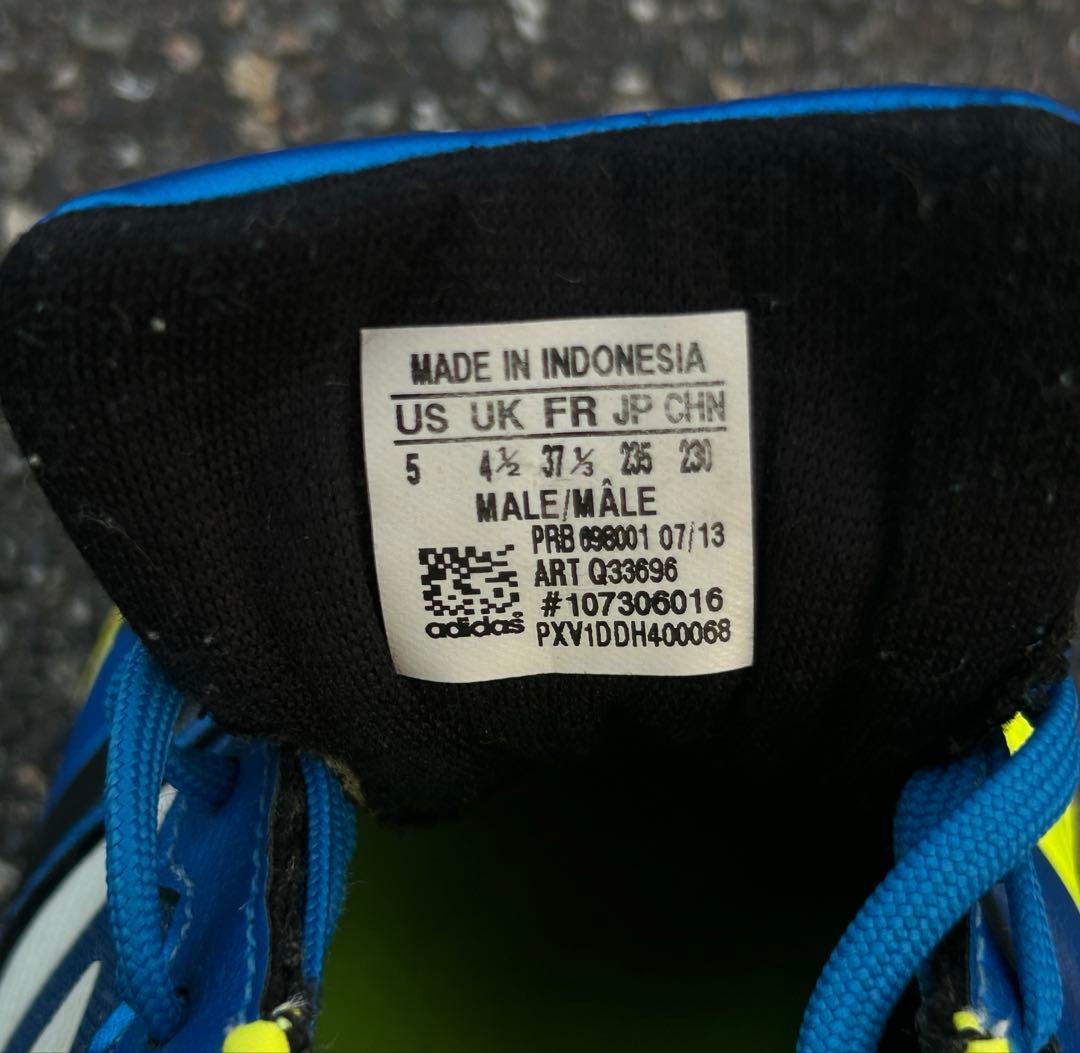 MADE IN INDONESIA
US UK FR JP CHN
5 4½ 37⅓ 235 230
MALE/MÂLE
PRB 698001 07/13
ART Q33696
#107306016
adidas PXV1DDH400068